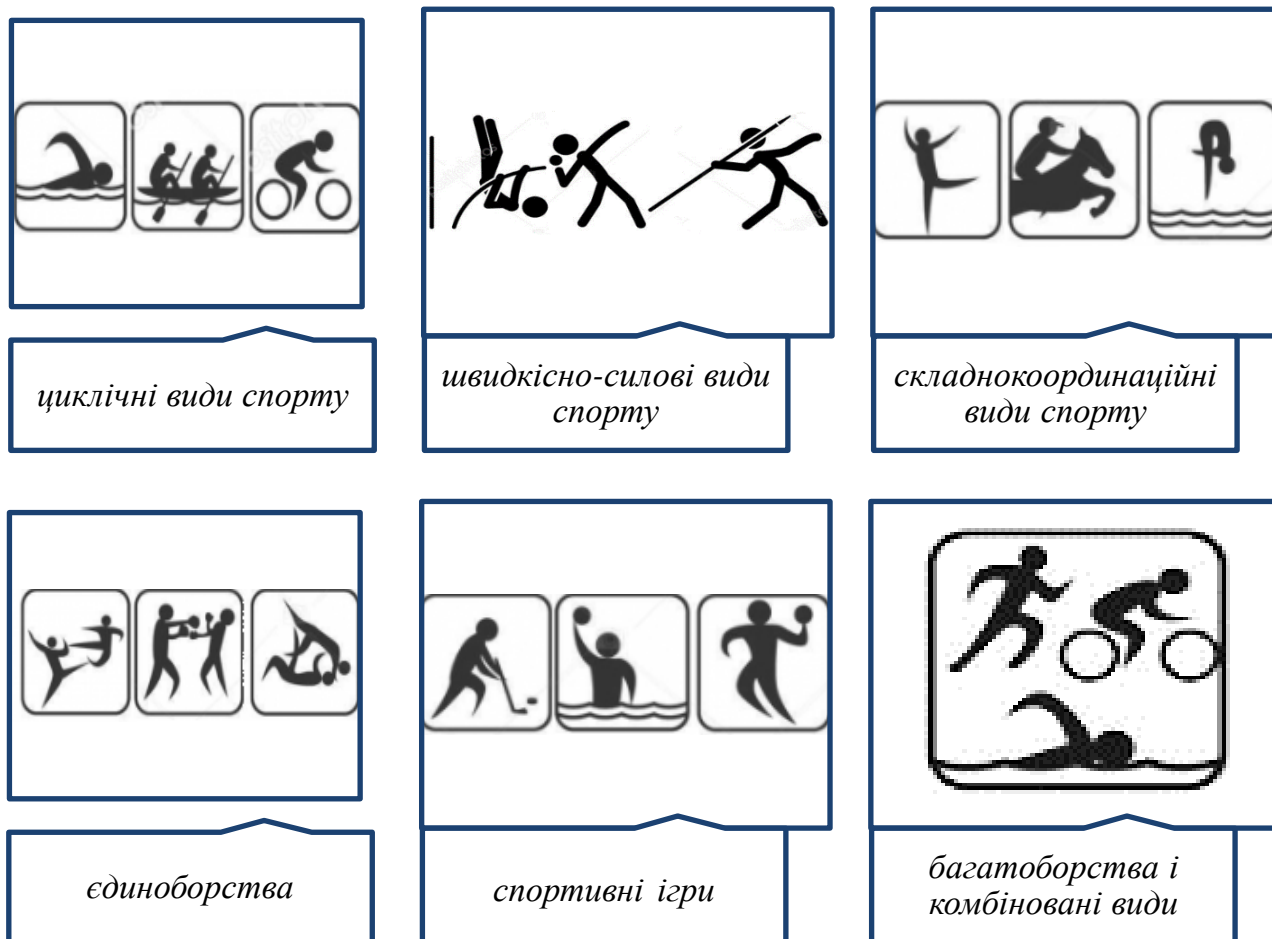 циклічні види спорту
швидкісно-силові види
спорту
складнокоординаційні
види спорту
єдиноборства
спортивні ігри
багатоборства і
комбіновані види